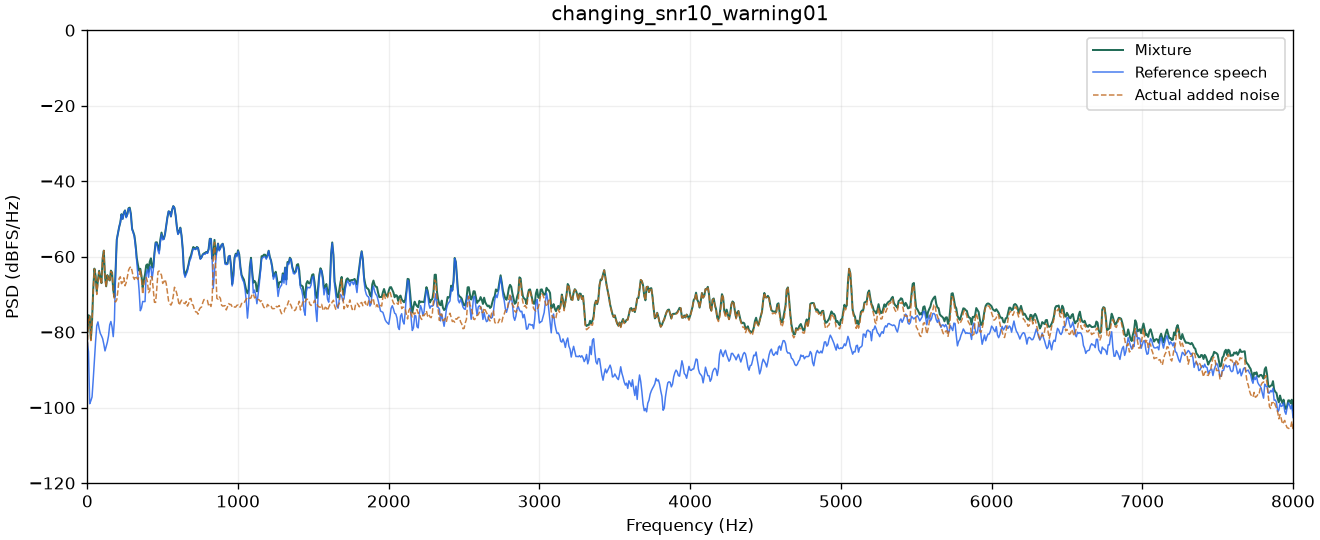 changing_snr10_warning01
Mixture
Reference speech
Actual added noise
0
−20
−40
−60
−80
−100
−120
PSD (dBFS/Hz)
0 1000 2000 3000 4000 5000 6000 7000 8000
Frequency (Hz)